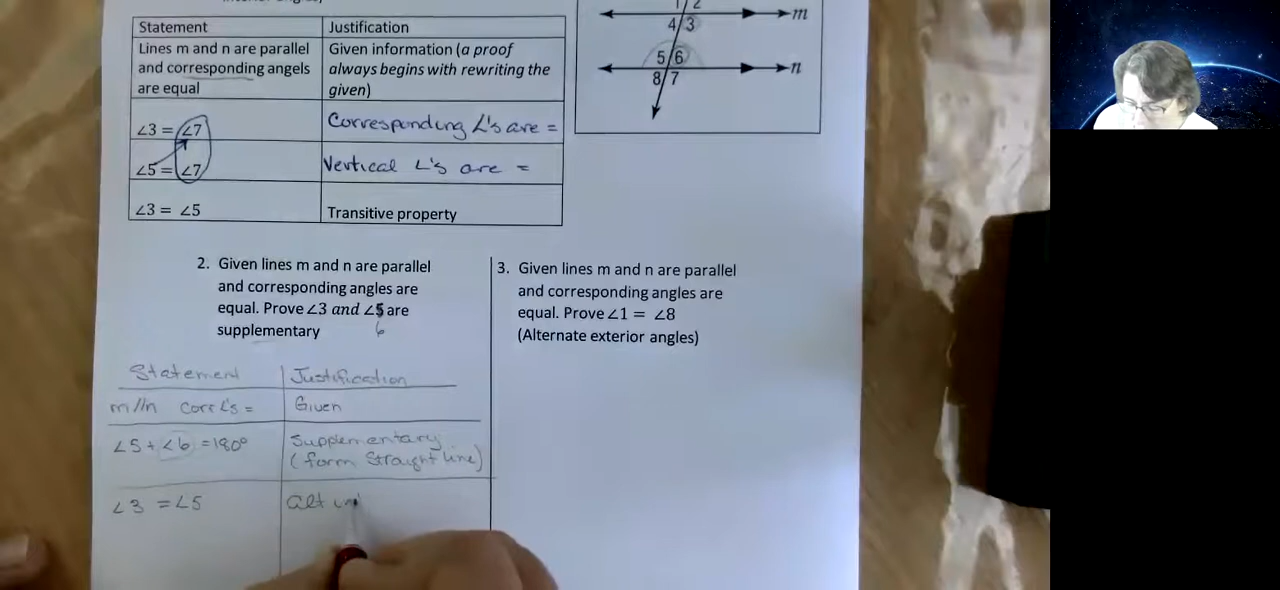 Statement Justification
Lines m and n are parallel
and corresponding angels
are equal
Given information (a proof
always begins with rewriting the
given)
∠3 = ∠7 Corresponding ∠'s are =
∠5 = ∠7 Vertical ∠'s are =
∠3 = ∠5 Transitive property
1 2
4 3 m
5 6
8 7 n
2. Given lines m and n are parallel
and corresponding angles are
equal. Prove ∠3 and ∠5 are
supplementary 6
3. Given lines m and n are parallel
and corresponding angles are
equal. Prove ∠1 = ∠8
(Alternate exterior angles)
Statement Justification
m//n Corr ∠'s = Given
∠5 + ∠6 = 180° Supplementary
(form straight line)
∠3 = ∠5 alt